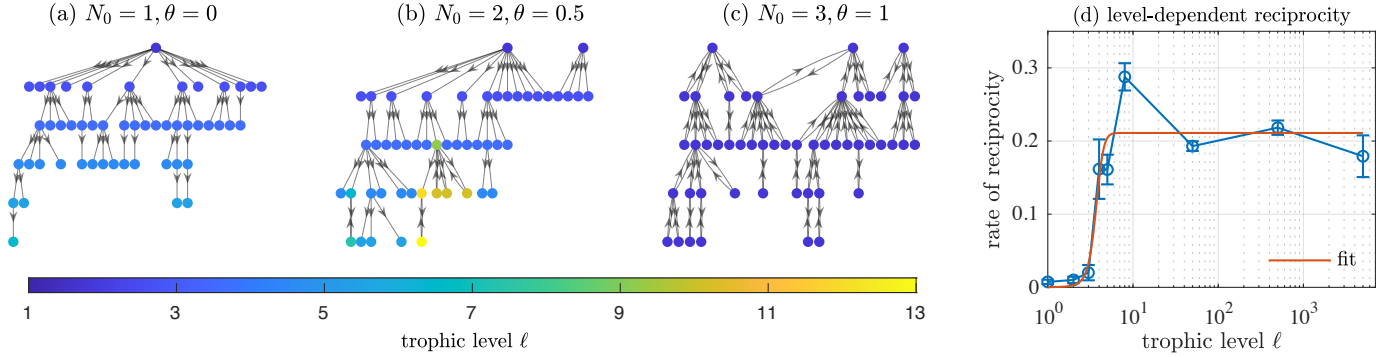 (a) N₀ = 1, θ = 0
(b) N₀ = 2, θ = 0.5
(c) N₀ = 3, θ = 1
(d) level-dependent reciprocity
1 3 5 7 9 11 13
trophic level ℓ
rate of reciprocity
0.3
0.2
0.1
0
fit
10⁰ 10¹ 10² 10³
trophic level ℓ